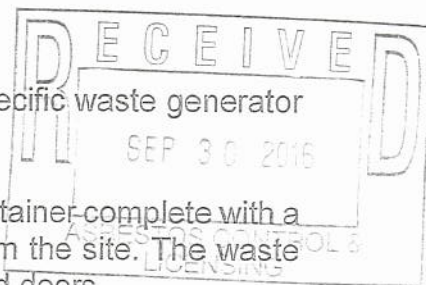 RECEIVED
ecific waste generator
SEP 30 2016
tainer complete with a
ASBESTOS CONTROL &
m the site. The waste
LICENSING
d doors